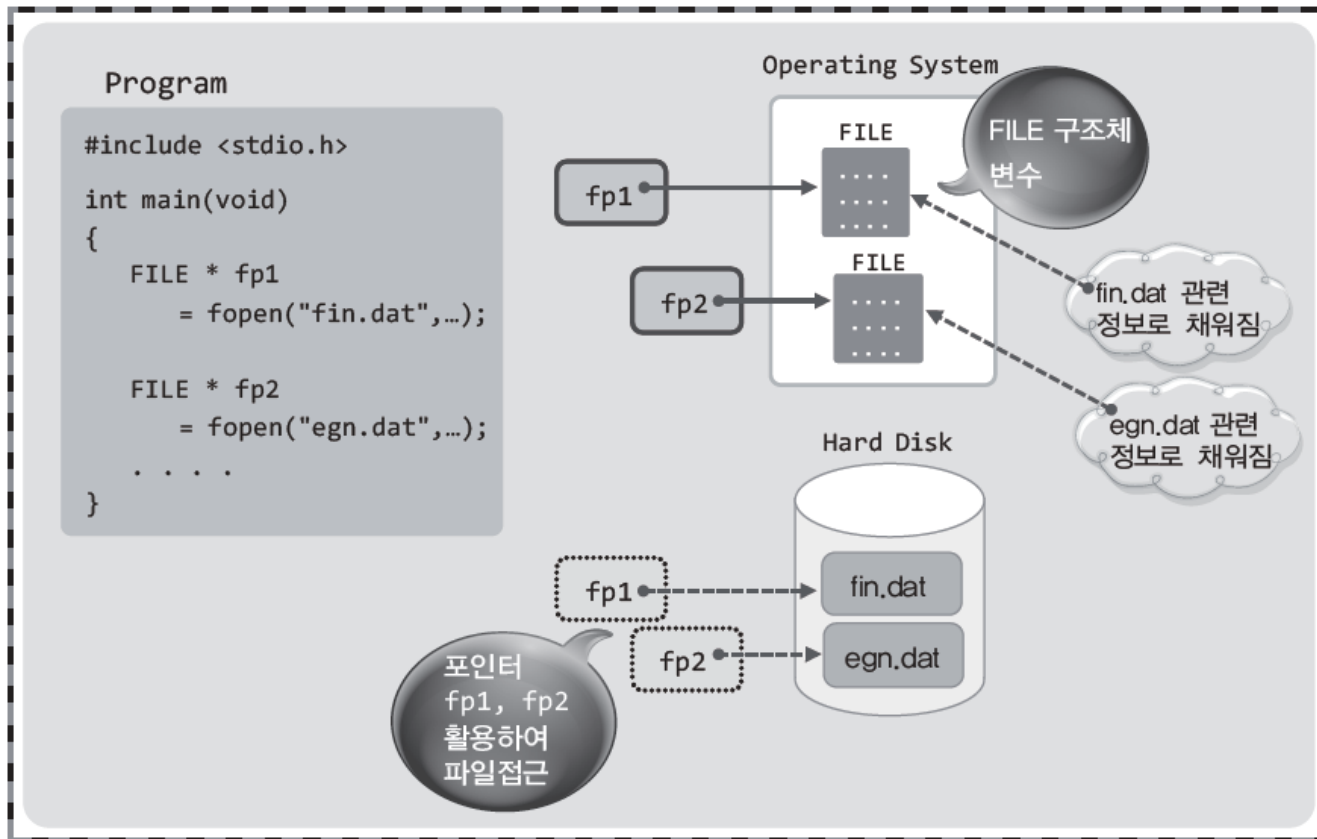 Program
#include <stdio.h>
int main(void)
{
FILE * fp1
= fopen("fin.dat",…);
FILE * fp2
= fopen("egn.dat",…);
. . . .
}
Operating System
FILE
. . . .
. . . .
. . . .
FILE
. . . .
. . . .
. . . .
fp1
fp2
FILE 구조체
변수
fin.dat 관련
정보로 채워짐
egn.dat 관련
정보로 채워짐
Hard Disk
fin.dat
egn.dat
fp1
fp2
포인터
fp1, fp2
활용하여
파일접근